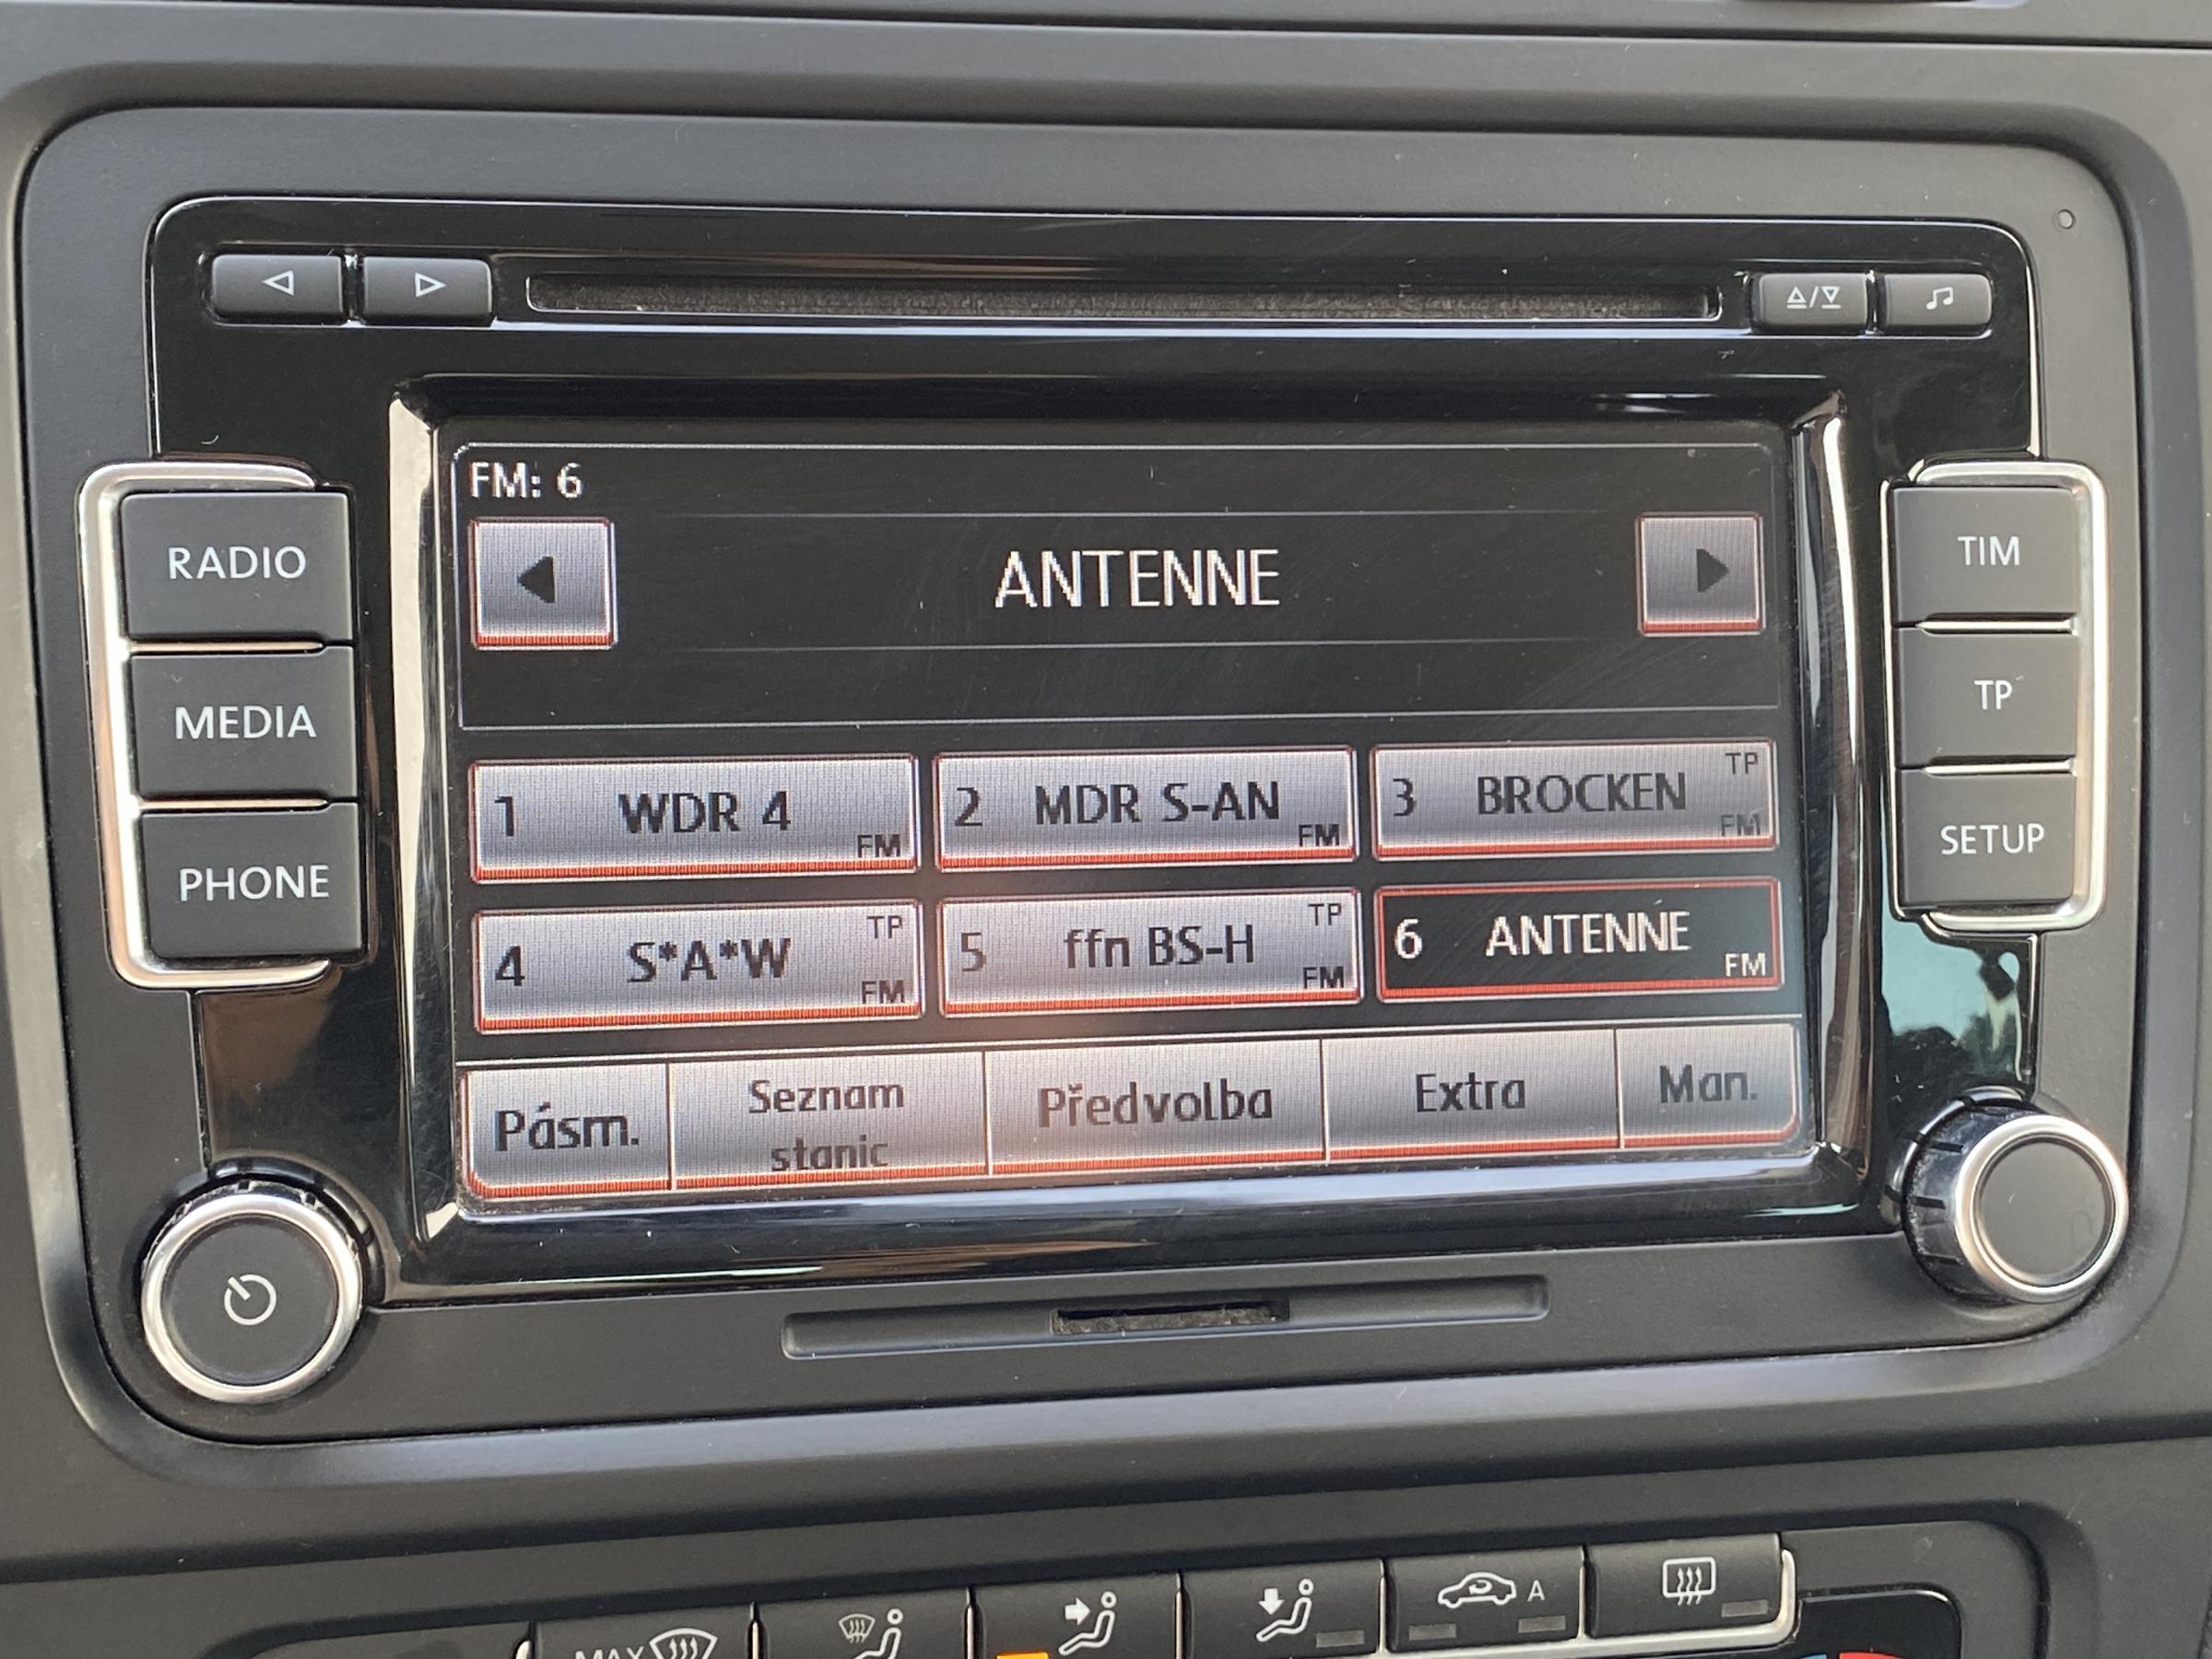 FM: 6
ANTENNE
RADIO
MEDIA
PHONE
TIM
TP
SETUP
1 WDR 4 FM
2 MDR S-AN FM
3 BROCKEN TP FM
4 S*A*W TP FM
5 ffn BS-H TP FM
6 ANTENNE FM
Pásm.
Seznam
stanic
Předvolba
Extra
Man.
MAX
A